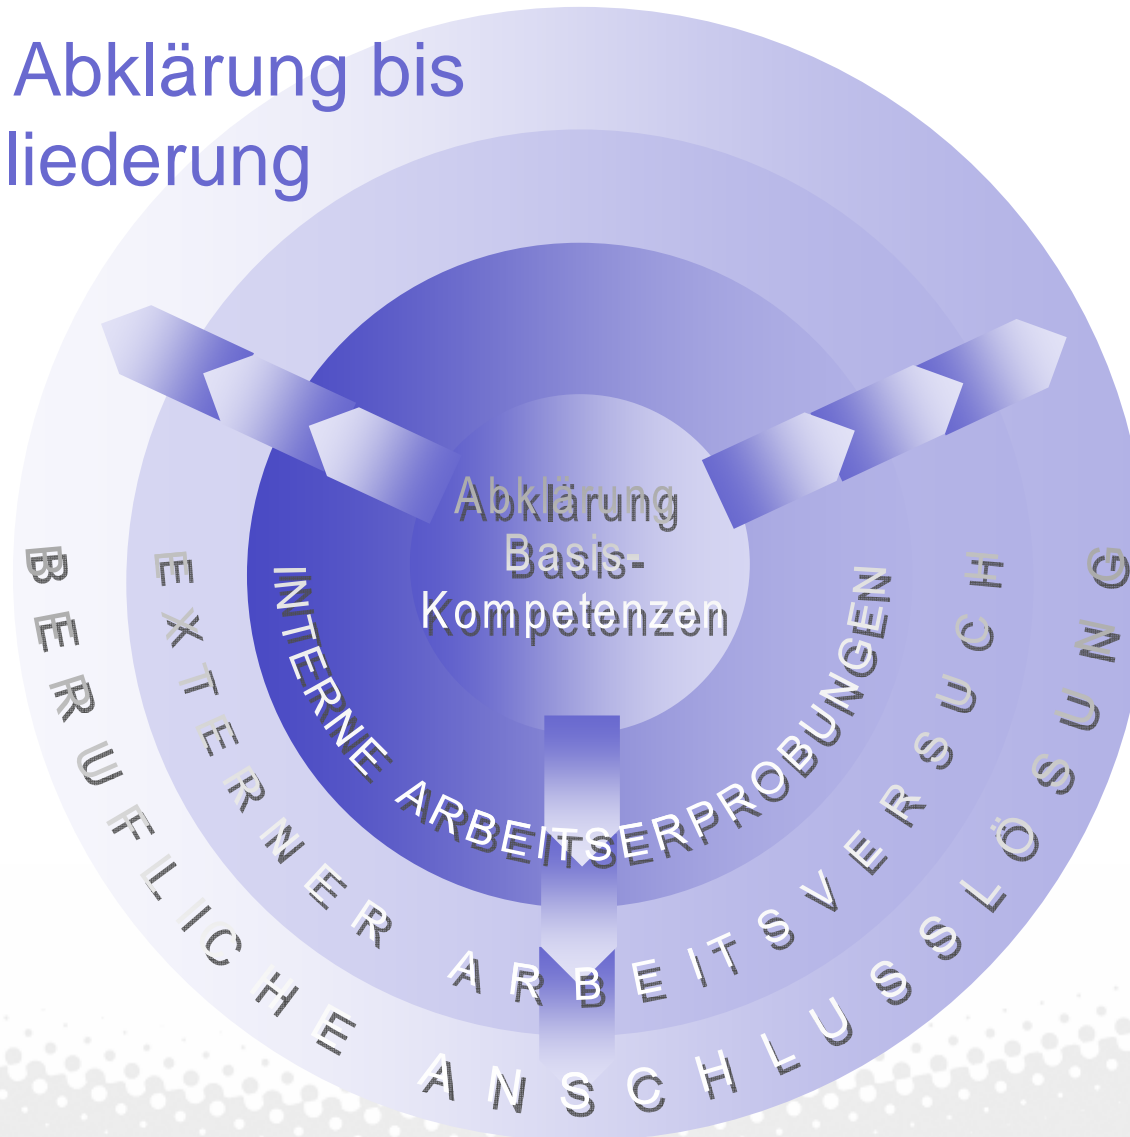 Abklärung bis
liederung
Abklärung
Basis-
Kompetenzen
INTERNE ARBEITSERPROBUNGEN
EXTERNER ARBEITSVERSUCH
BERUFLICHE ANSCHLUSSLÖSUNG